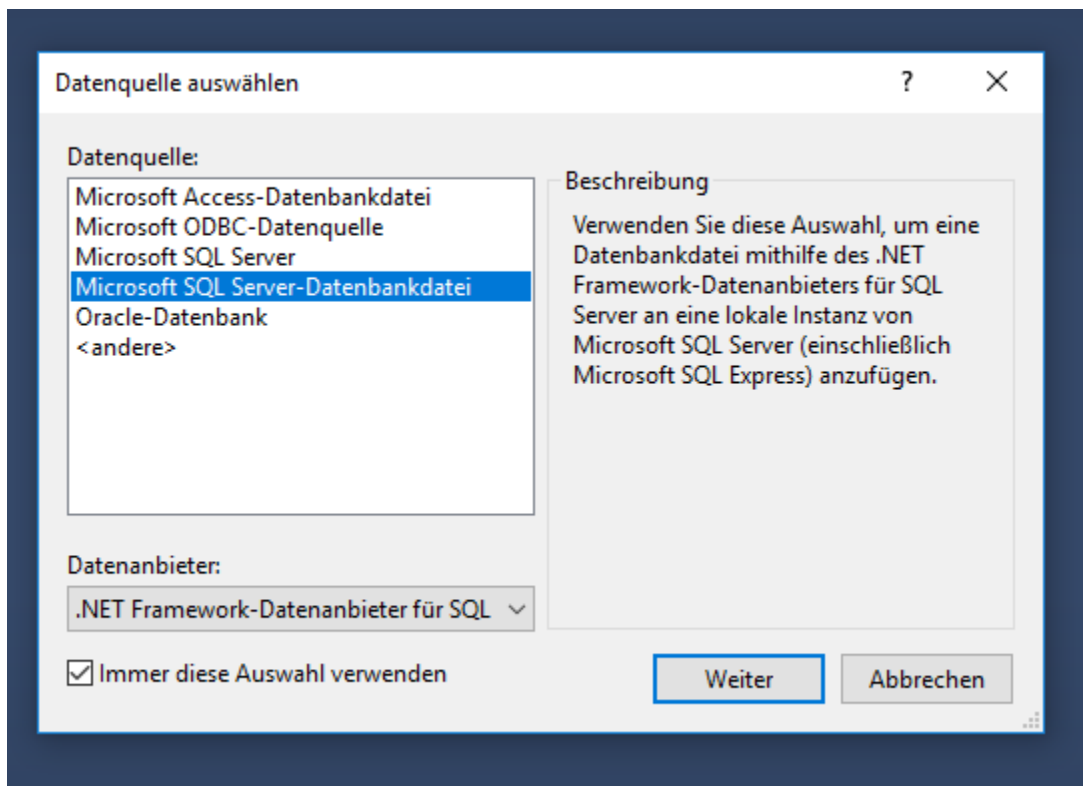 Datenquelle auswählen
?
Datenquelle:
Microsoft Access-Datenbankdatei
Microsoft ODBC-Datenquelle
Microsoft SQL Server
Microsoft SQL Server-Datenbankdatei
Oracle-Datenbank
<andere>
Beschreibung
Verwenden Sie diese Auswahl, um eine
Datenbankdatei mithilfe des .NET
Framework-Datenanbieters für SQL
Server an eine lokale Instanz von
Microsoft SQL Server (einschließlich
Microsoft SQL Express) anzufügen.
Datenanbieter:
.NET Framework-Datenanbieter für SQL
Immer diese Auswahl verwenden
Weiter
Abbrechen